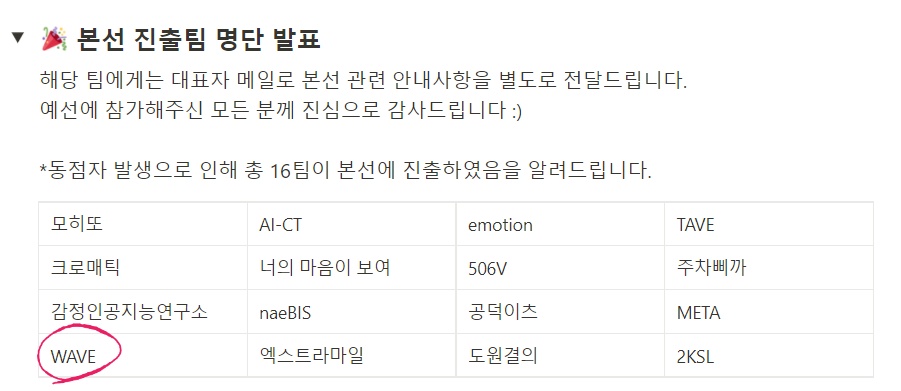 본선 진출팀 명단 발표
해당 팀에게는 대표자 메일로 본선 관련 안내사항을 별도로 전달드립니다.
예선에 참가해주신 모든 분께 진심으로 감사드립니다 :)
*동점자 발생으로 인해 총 16팀이 본선에 진출하였음을 알려드립니다.
모히또 AI-CT emotion TAVE
크로매틱 너의 마음이 보여 506V 주차삐까
감정인공지능연구소 naeBIS 공덕이츠 META
WAVE 엑스트라마일 도원결의 2KSL